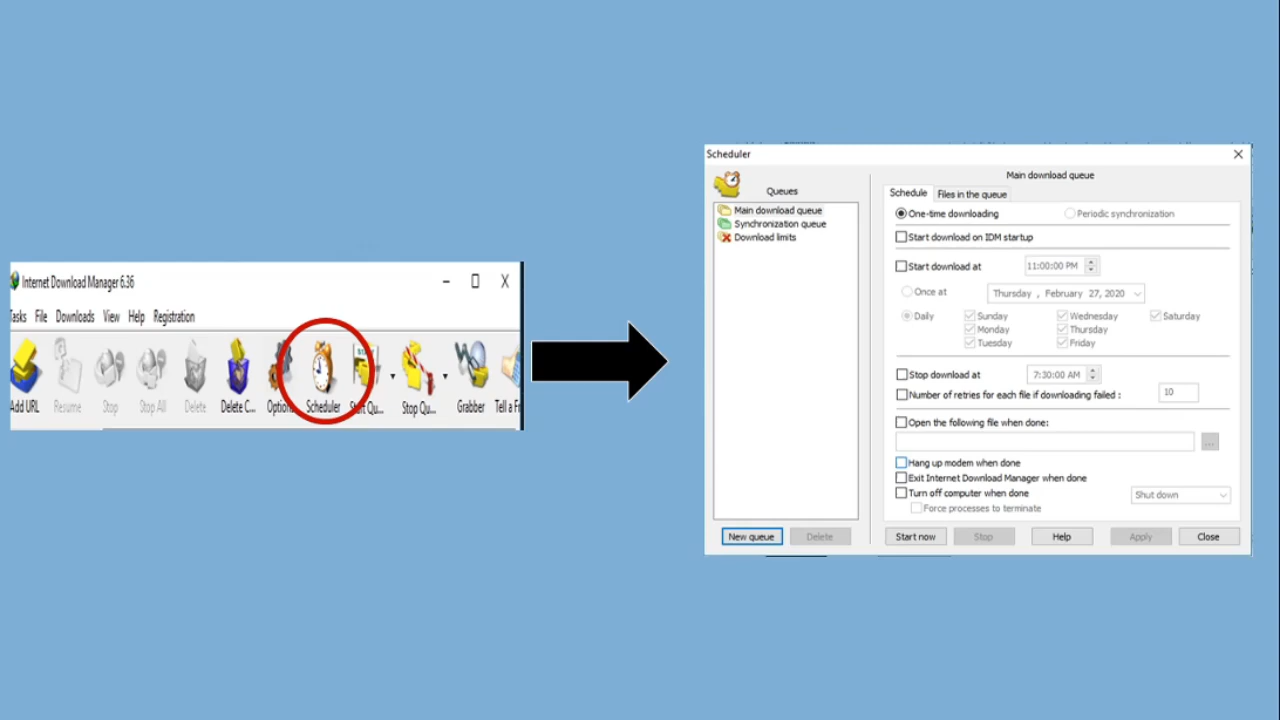 Internet Download Manager 6.36
Tasks File Downloads View Help Registration
Add URL Resume Stop Stop All Delete Delete C... Scheduler Stop Qu... Grabber Tell a Fr
Scheduler
Queues
Main download queue
Synchronization queue
Download limits
New queue Delete
Main download queue
Schedule Files in the queue
One-time downloading Periodic synchronization
Start download on IDM startup
Start download at 11:00:00 PM
Once at Thursday , February 27, 2020
Daily Sunday Wednesday Saturday
Monday Thursday
Tuesday Friday
Stop download at 7:30:00 AM
Number of retries for each file if downloading failed : 10
Open the following file when done:
...
Hang up modem when done
Exit Internet Download Manager when done
Turn off computer when done Shut down
Force processes to terminate
Start now Stop Help Apply Close